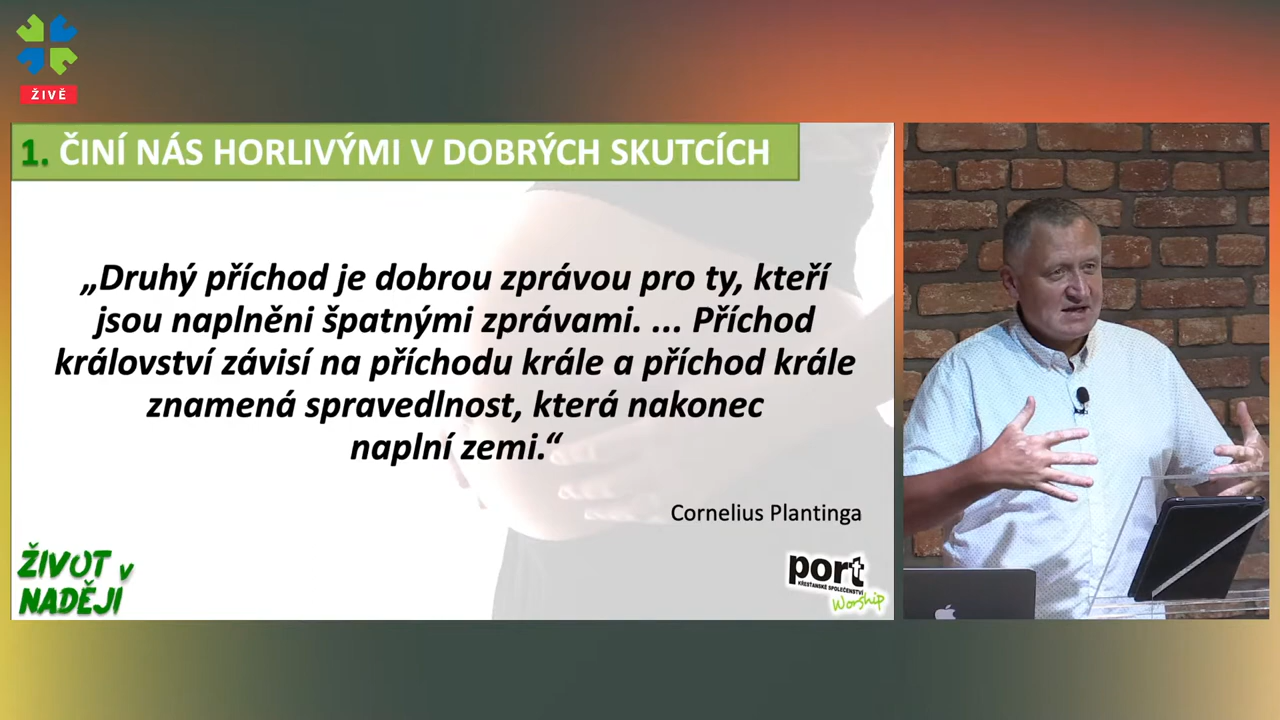 ŽIVĚ
1. ČINÍ NÁS HORLIVÝMI V DOBRÝCH SKUTCÍCH
„Druhý příchod je dobrou zprávou pro ty, kteří
jsou naplněni špatnými zprávami. ... Příchod
království závisí na příchodu krále a příchod krále
znamená spravedlnost, která nakonec
naplní zemi.“
Cornelius Plantinga
ŽIVOT V
NADĚJI
port
KŘESŤANSKÉ SPOLEČENSTVÍ
Worship